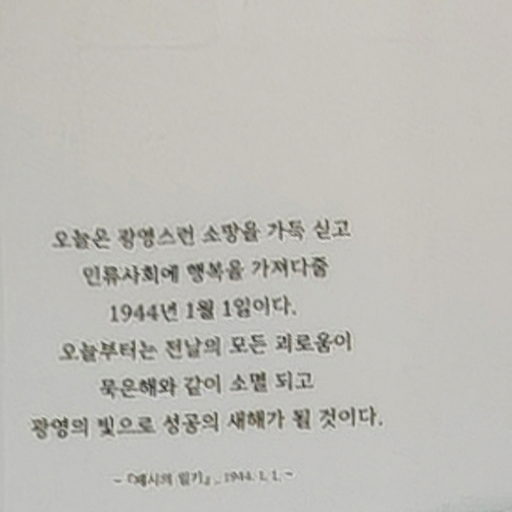 오늘은 광영스런 소망을 가득 싣고
인류사회에 행복을 가져다줄
1944년 1월 1일이다.
오늘부터는 전날의 모든 괴로움이
묵은해와 같이 소멸 되고
광영의 빛으로 성공의 새해가 될 것이다.
~ 『제시의 일기』, 1944. 1. 1. ~